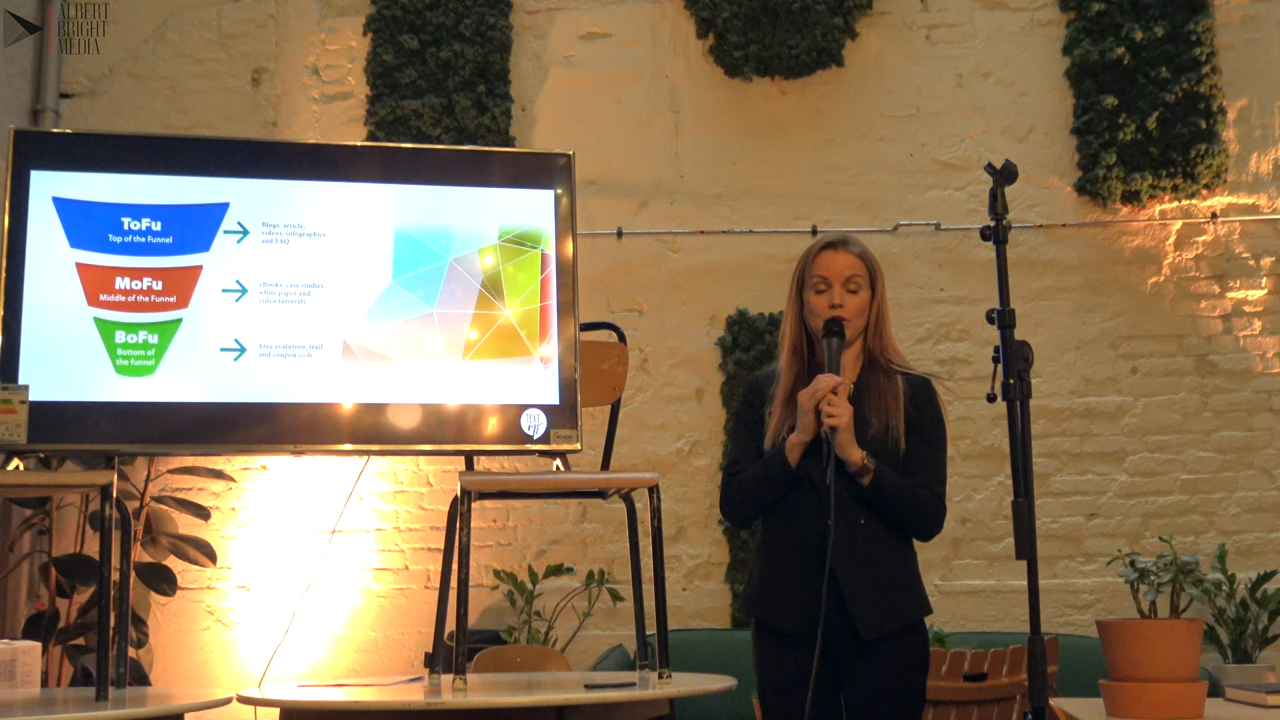 ALBERT
BRIGHT
MEDIA
ToFu
Top of the Funnel
Blogs, article,
videos, infographics
and FAQ
MoFu
Middle of the Funnel
eBooks, case studies,
white paper and
video tutorials
BoFu
Bottom of
the funnel
Free evalution, trail
and coupon code
TEXT
ME